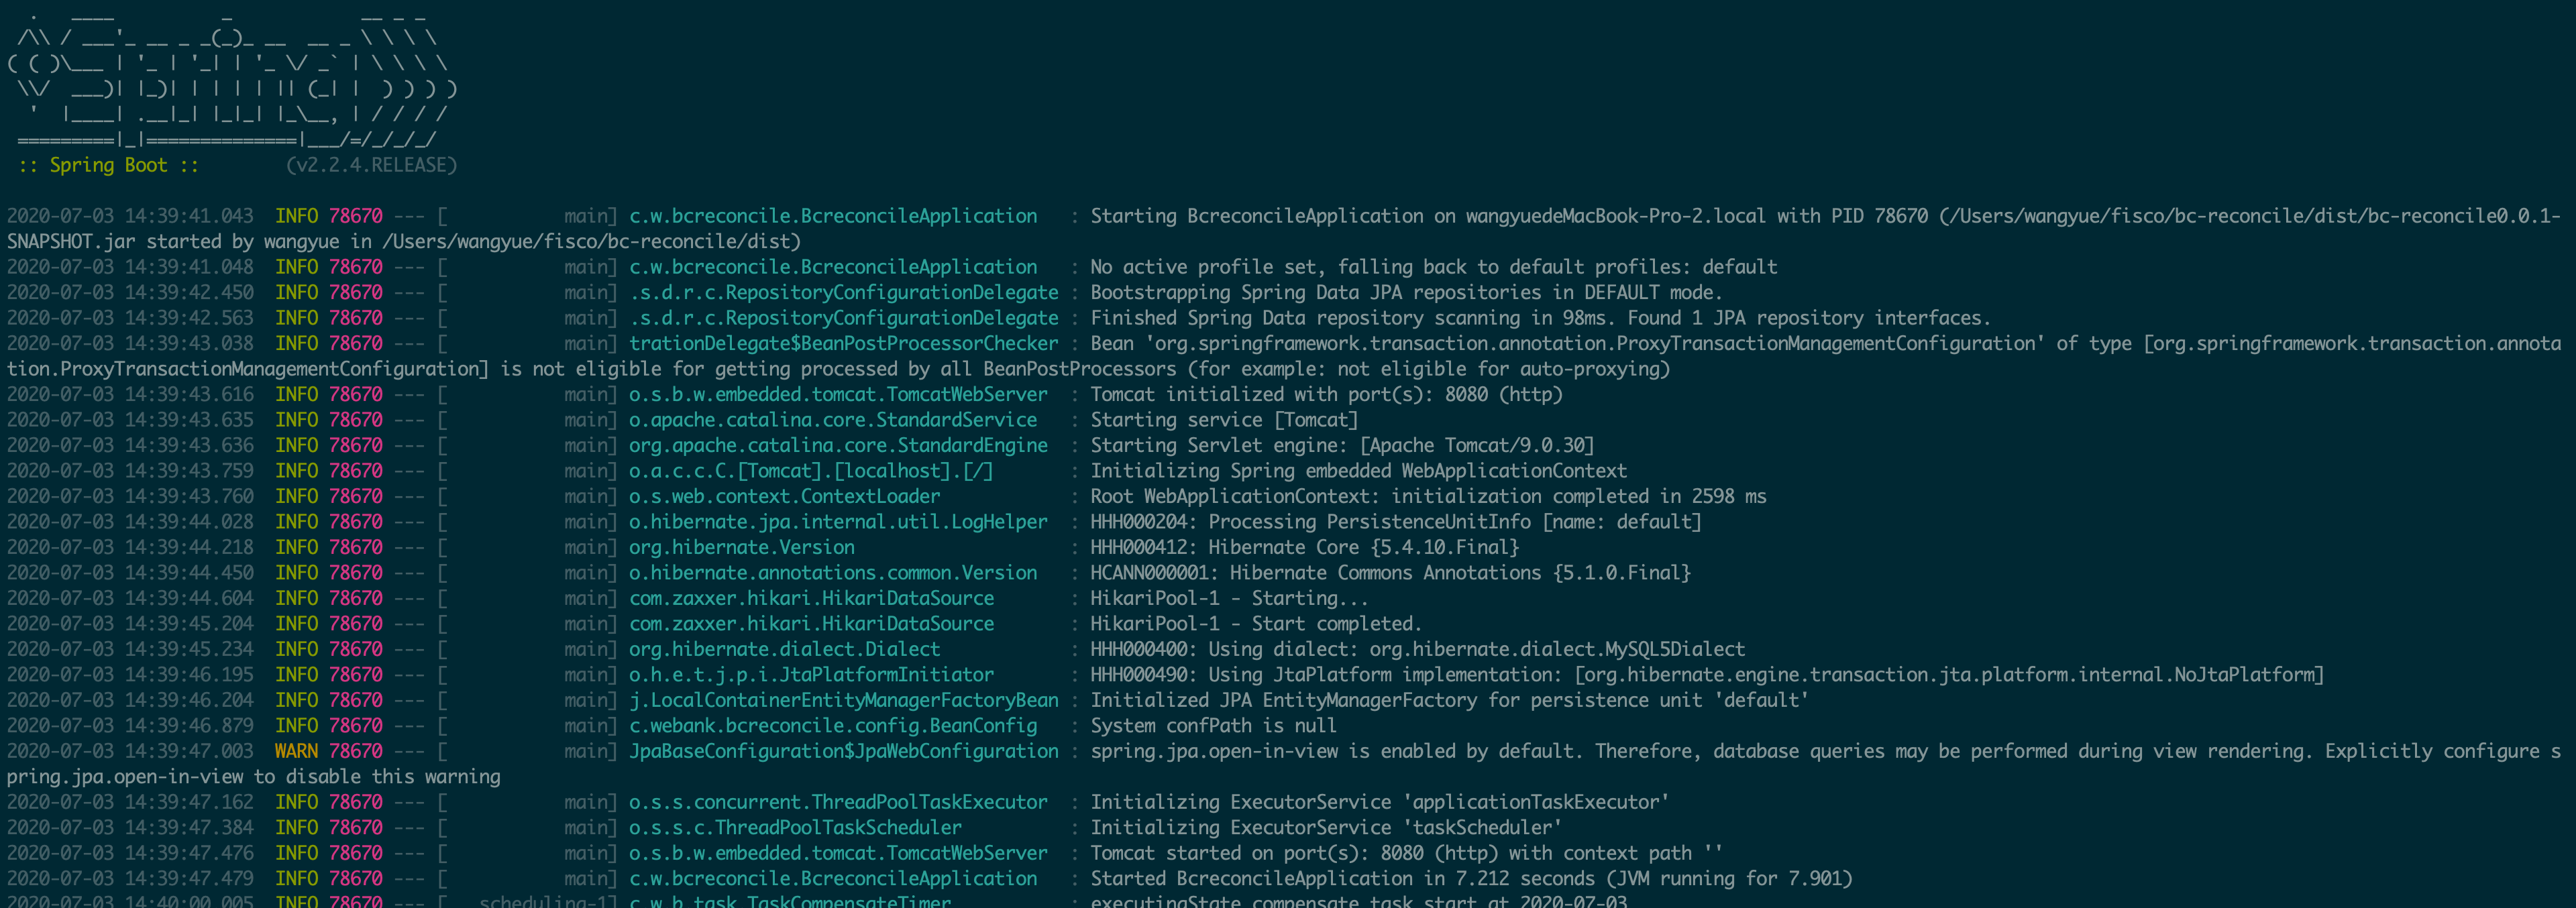 .   ____          _            __ _ _
 /\\ / ___'_ __ _ _(_)_ __  __ _ \ \ \ \
( ( )\___ | '_ | '_| | '_ \/ _` | \ \ \ \
 \\/  ___)| |_)| | | | | || (_| |  ) ) ) )
  '  |____| .__|_| |_|_| |_\__, | / / / /
 =========|_|==============|___/=/_/_/_/
 :: Spring Boot ::        (v2.2.4.RELEASE)
2020-07-03 14:39:41.043  INFO 78670 --- [           main] c.w.bcreconcile.BcreconcileApplication   : Starting BcreconcileApplication on wangyuedeMacBook-Pro-2.local with PID 78670 (/Users/wangyue/fisco/bc-reconcile/dist/bc-reconcile0.0.1-
SNAPSHOT.jar started by wangyue in /Users/wangyue/fisco/bc-reconcile/dist)
2020-07-03 14:39:41.048  INFO 78670 --- [           main] c.w.bcreconcile.BcreconcileApplication   : No active profile set, falling back to default profiles: default
2020-07-03 14:39:42.450  INFO 78670 --- [           main] .s.d.r.c.RepositoryConfigurationDelegate : Bootstrapping Spring Data JPA repositories in DEFAULT mode.
2020-07-03 14:39:42.563  INFO 78670 --- [           main] .s.d.r.c.RepositoryConfigurationDelegate : Finished Spring Data repository scanning in 98ms. Found 1 JPA repository interfaces.
2020-07-03 14:39:43.038  INFO 78670 --- [           main] trationDelegate$BeanPostProcessorChecker : Bean 'org.springframework.transaction.annotation.ProxyTransactionManagementConfiguration' of type [org.springframework.transaction.annota
tion.ProxyTransactionManagementConfiguration] is not eligible for getting processed by all BeanPostProcessors (for example: not eligible for auto-proxying)
2020-07-03 14:39:43.616  INFO 78670 --- [           main] o.s.b.w.embedded.tomcat.TomcatWebServer  : Tomcat initialized with port(s): 8080 (http)
2020-07-03 14:39:43.635  INFO 78670 --- [           main] o.apache.catalina.core.StandardService   : Starting service [Tomcat]
2020-07-03 14:39:43.636  INFO 78670 --- [           main] org.apache.catalina.core.StandardEngine  : Starting Servlet engine: [Apache Tomcat/9.0.30]
2020-07-03 14:39:43.759  INFO 78670 --- [           main] o.a.c.c.C.[Tomcat].[localhost].[/]       : Initializing Spring embedded WebApplicationContext
2020-07-03 14:39:43.760  INFO 78670 --- [           main] o.s.web.context.ContextLoader            : Root WebApplicationContext: initialization completed in 2598 ms
2020-07-03 14:39:44.028  INFO 78670 --- [           main] o.hibernate.jpa.internal.util.LogHelper  : HHH000204: Processing PersistenceUnitInfo [name: default]
2020-07-03 14:39:44.218  INFO 78670 --- [           main] org.hibernate.Version                    : HHH000412: Hibernate Core {5.4.10.Final}
2020-07-03 14:39:44.450  INFO 78670 --- [           main] o.hibernate.annotations.common.Version   : HCANN000001: Hibernate Commons Annotations {5.1.0.Final}
2020-07-03 14:39:44.604  INFO 78670 --- [           main] com.zaxxer.hikari.HikariDataSource       : HikariPool-1 - Starting...
2020-07-03 14:39:45.204  INFO 78670 --- [           main] com.zaxxer.hikari.HikariDataSource       : HikariPool-1 - Start completed.
2020-07-03 14:39:45.234  INFO 78670 --- [           main] org.hibernate.dialect.Dialect            : HHH000400: Using dialect: org.hibernate.dialect.MySQL5Dialect
2020-07-03 14:39:46.195  INFO 78670 --- [           main] o.h.e.t.j.p.i.JtaPlatformInitiator       : HHH000490: Using JtaPlatform implementation: [org.hibernate.engine.transaction.jta.platform.internal.NoJtaPlatform]
2020-07-03 14:39:46.204  INFO 78670 --- [           main] j.LocalContainerEntityManagerFactoryBean : Initialized JPA EntityManagerFactory for persistence unit 'default'
2020-07-03 14:39:46.879  INFO 78670 --- [           main] c.webank.bcreconcile.config.BeanConfig   : System confPath is null
2020-07-03 14:39:47.003  WARN 78670 --- [           main] JpaBaseConfiguration$JpaWebConfiguration : spring.jpa.open-in-view is enabled by default. Therefore, database queries may be performed during view rendering. Explicitly configure s
pring.jpa.open-in-view to disable this warning
2020-07-03 14:39:47.162  INFO 78670 --- [           main] o.s.s.concurrent.ThreadPoolTaskExecutor  : Initializing ExecutorService 'applicationTaskExecutor'
2020-07-03 14:39:47.384  INFO 78670 --- [           main] o.s.s.c.ThreadPoolTaskScheduler          : Initializing ExecutorService 'taskScheduler'
2020-07-03 14:39:47.476  INFO 78670 --- [           main] o.s.b.w.embedded.tomcat.TomcatWebServer  : Tomcat started on port(s): 8080 (http) with context path ''
2020-07-03 14:39:47.479  INFO 78670 --- [           main] c.w.bcreconcile.BcreconcileApplication   : Started BcreconcileApplication in 7.212 seconds (JVM running for 7.901)
2020-07-03 14:40:00.005  INFO 78670 --- [   scheduling-1] c.w.b.task.TaskCompensateTimer           : executingState compensate task start at 2020-07-03